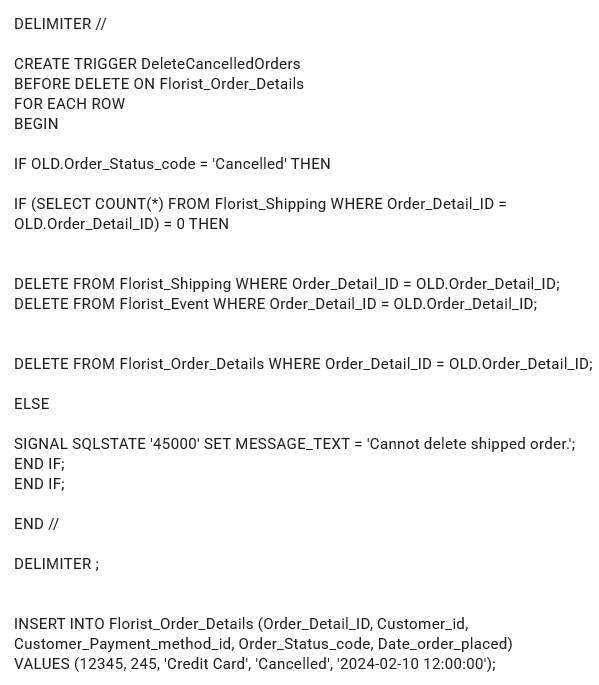 DELIMITER //
CREATE TRIGGER DeleteCancelledOrders
BEFORE DELETE ON Florist_Order_Details
FOR EACH ROW
BEGIN
IF OLD.Order_Status_code = 'Cancelled' THEN
IF (SELECT COUNT(*) FROM Florist_Shipping WHERE Order_Detail_ID =
OLD.Order_Detail_ID) = 0 THEN
DELETE FROM Florist_Shipping WHERE Order_Detail_ID = OLD.Order_Detail_ID;
DELETE FROM Florist_Event WHERE Order_Detail_ID = OLD.Order_Detail_ID;
DELETE FROM Florist_Order_Details WHERE Order_Detail_ID = OLD.Order_Detail_ID;
ELSE
SIGNAL SQLSTATE '45000' SET MESSAGE_TEXT = 'Cannot delete shipped order.';
END IF;
END IF;
END //
DELIMITER ;
INSERT INTO Florist_Order_Details (Order_Detail_ID, Customer_id,
Customer_Payment_method_id, Order_Status_code, Date_order_placed)
VALUES (12345, 245, 'Credit Card', 'Cancelled', '2024-02-10 12:00:00');